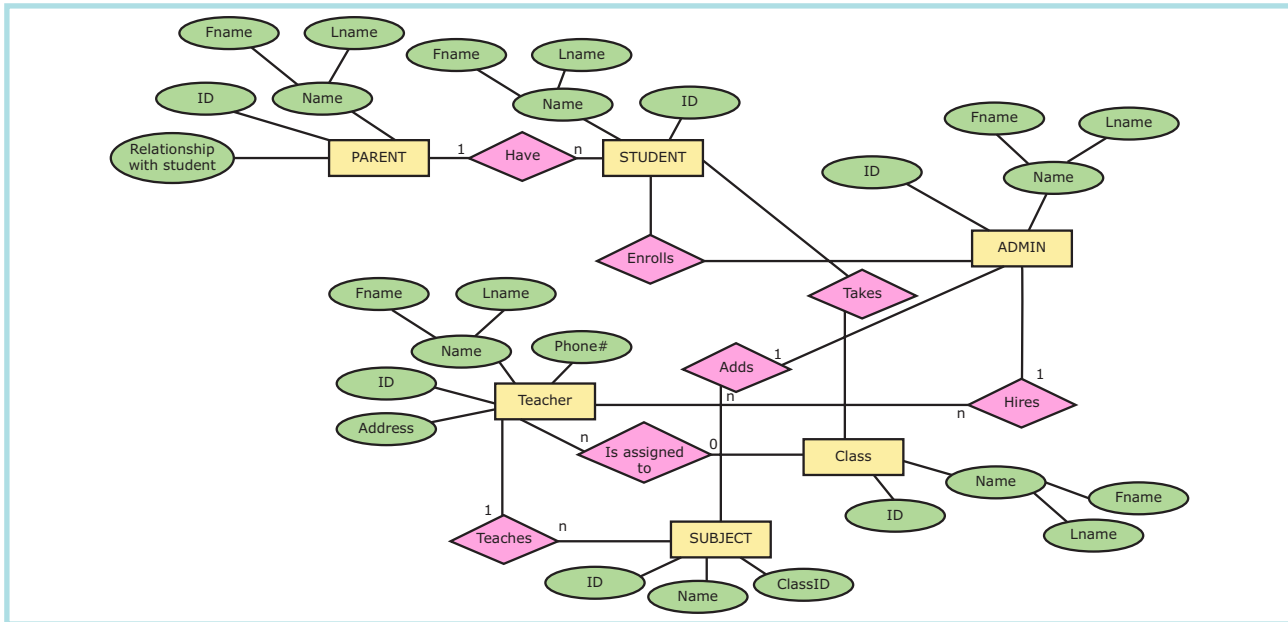 Fname
Lname
Fname
Lname
ID
Name
Name
ID
Fname
Lname
Relationship
with student
PARENT
1
Have
n
STUDENT
ID
Name
Enrolls
ADMIN
Takes
Fname
Lname
Name
Phone#
Adds
1
1
ID
Teacher
n
Hires
n
Address
n
Is assigned
to
0
Class
Name
Fname
ID
Lname
1
Teaches
n
SUBJECT
ID
Name
ClassID